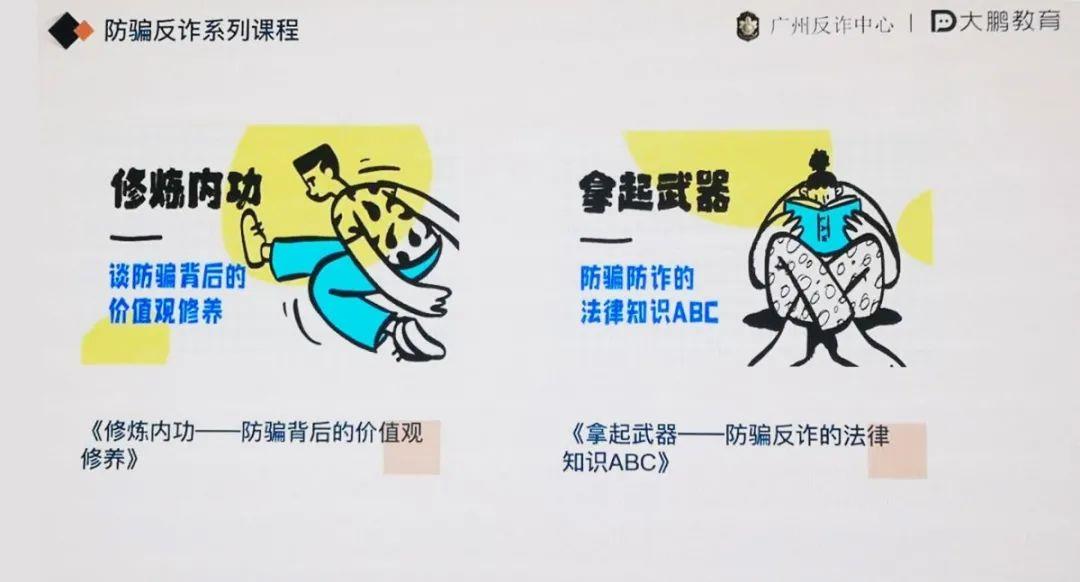 防骗反诈系列课程
广州反诈中心 | 大鹏教育
修炼内功
谈防骗背后的
价值观修养
拿起武器
防骗防诈的
法律知识ABC
《修炼内功——防骗背后的价值观
修养》
《拿起武器——防骗反诈的法律
知识ABC》